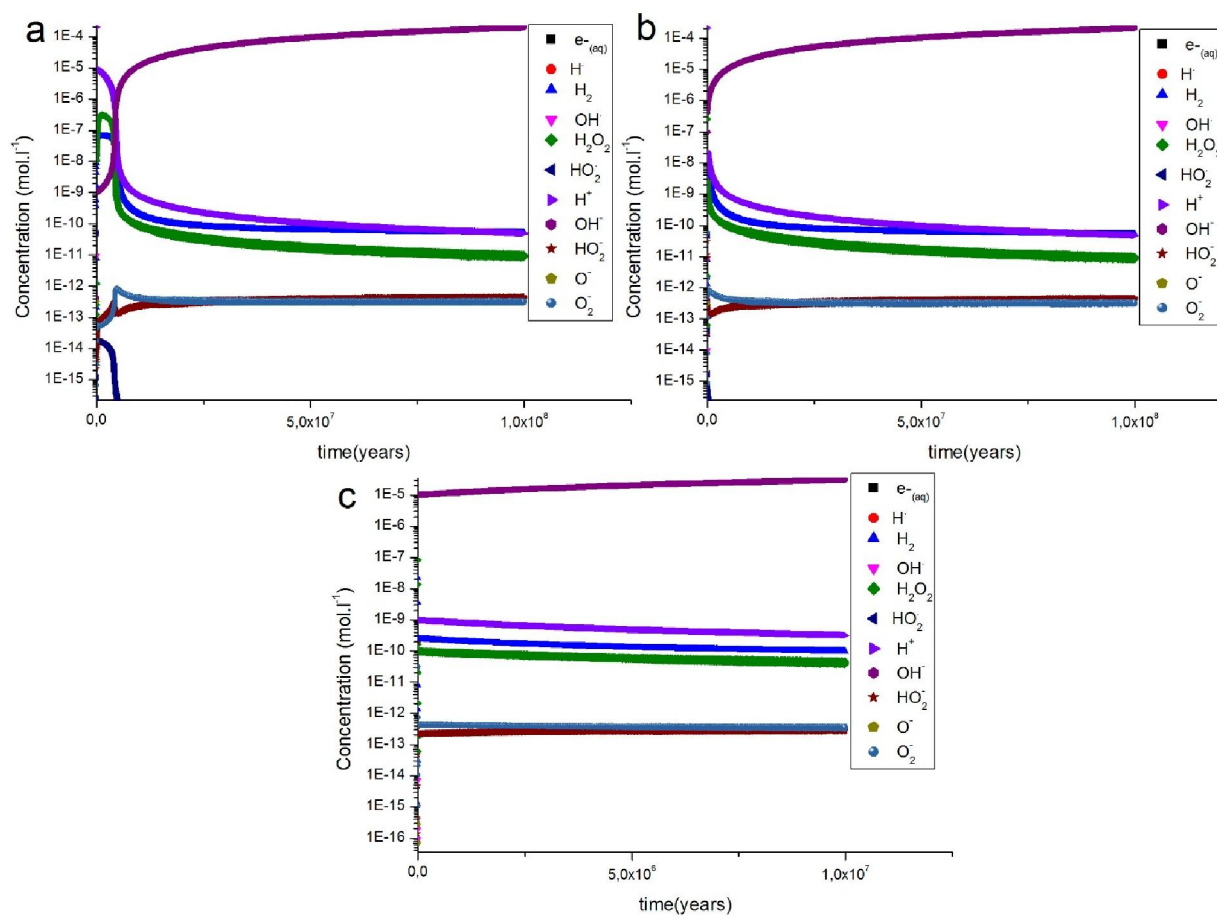 a
Concentration (mol.l⁻¹)
1E-4
1E-5
1E-6
1E-7
1E-8
1E-9
1E-10
1E-11
1E-12
1E-13
1E-14
1E-15
0,0
5,0x10⁷
1,0x10⁸
time(years)
e-(aq)
H·
H₂
OH·
H₂O₂
HO₂·
H⁺
OH⁻
HO₂⁻
O⁻
O₂⁻
b
Concentration (mol.l⁻¹)
1E-4
1E-5
1E-6
1E-7
1E-8
1E-9
1E-10
1E-11
1E-12
1E-13
1E-14
1E-15
0,0
5,0x10⁷
1,0x10⁸
time(years)
e-(aq)
H·
H₂
OH·
H₂O₂
HO₂·
H⁺
OH⁻
HO₂⁻
O⁻
O₂⁻
c
Concentration (mol.l⁻¹)
1E-5
1E-6
1E-7
1E-8
1E-9
1E-10
1E-11
1E-12
1E-13
1E-14
1E-15
1E-16
0,0
5,0x10⁶
1,0x10⁷
time(years)
e-(aq)
H·
H₂
OH·
H₂O₂
HO₂·
H⁺
OH⁻
HO₂⁻
O⁻
O₂⁻